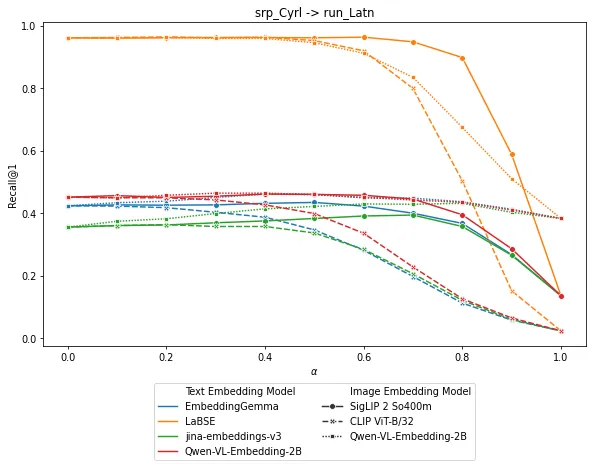 srp_Cyrl -> run_Latn
Recall@1
1.0
0.8
0.6
0.4
0.2
0.0
0.0 0.2 0.4 0.6 0.8 1.0
α
Text Embedding Model
EmbeddingGemma
LaBSE
jina-embeddings-v3
Qwen-VL-Embedding-2B
Image Embedding Model
SigLIP 2 So400m
CLIP ViT-B/32
Qwen-VL-Embedding-2B